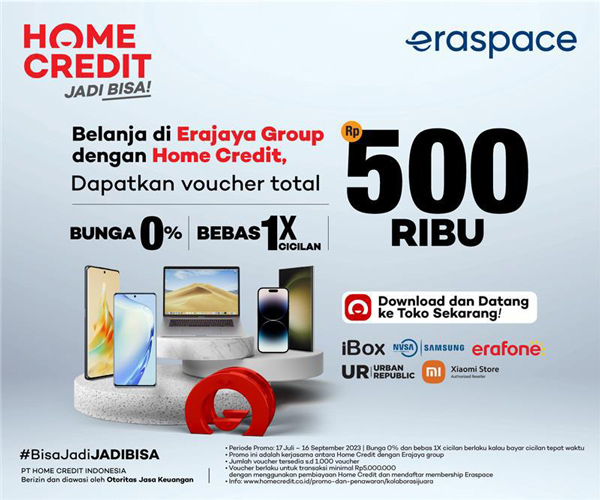 HOME
CREDIT
JADI BISA!
eraspace
Belanja di Erajaya Group
dengan Home Credit,
Dapatkan voucher total
Rp
500
RIBU
BUNGA 0% | BEBAS 1X CICILAN
Download dan Datang
ke Toko Sekarang!
iBox NVSA SAMSUNG erafone
UR URBAN REPUBLIC mi Xiaomi Store
Authorized Reseller
#BisaJadiJADIBISA
PT HOME CREDIT INDONESIA
Berizin dan diawasi oleh Otoritas Jasa Keuangan
• Periode Promo: 17 Juli – 16 September 2023 | Bunga 0% dan bebas 1X cicilan berlaku kalau bayar cicilan tepat waktu
• Promo ini adalah kerjasama antara Home Credit dengan Erajaya group
• Jumlah voucher tersedia s.d 1.000 voucher
• Voucher berlaku untuk transaksi minimal Rp5.000.000
dengan menggunakan pembiayaan Home Credit dan mendaftar membership Eraspace
• Info: www.homecredit.co.id/promo-dan-penawaran/kalaborasijuara